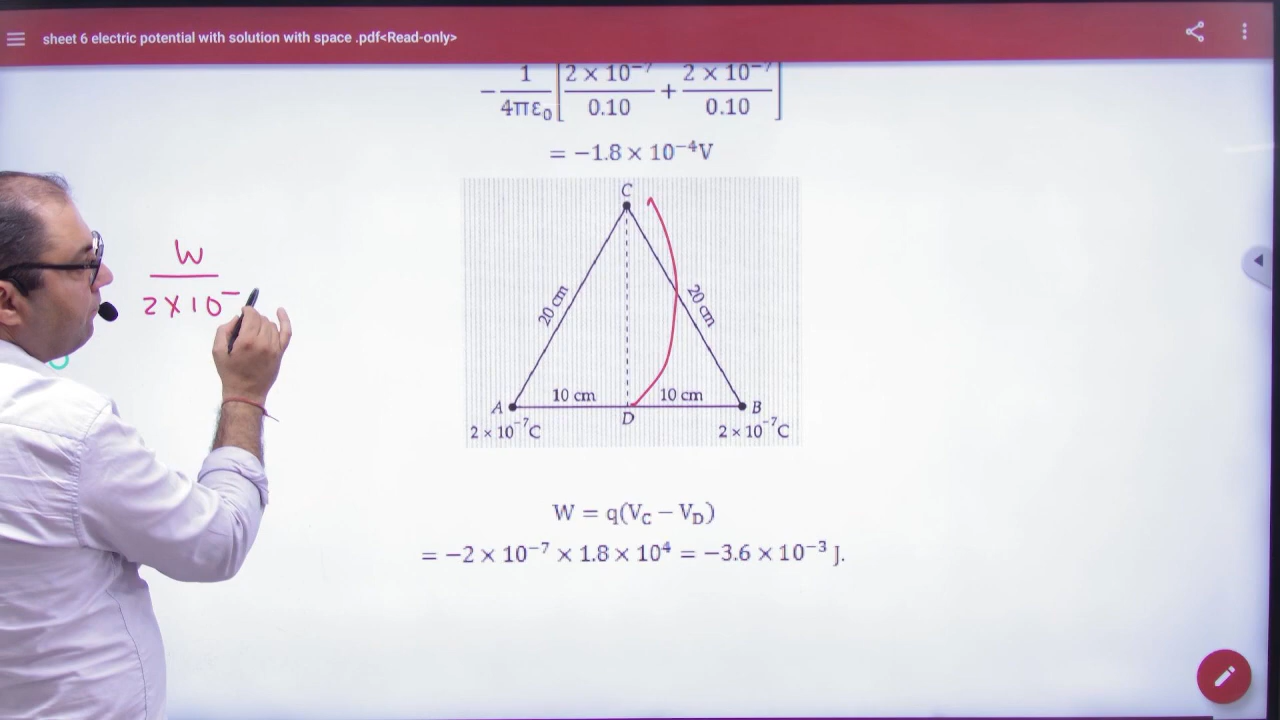 sheet 6 electric potential with solution with space .pdf<Read-only>
− 1/4πε₀ [2 × 10⁻⁷/0.10 + 2 × 10⁻⁷/0.10]
= −1.8 × 10⁻⁴V
C
W
2×10⁻
20 cm
20 cm
10 cm
10 cm
A
D
B
2 × 10⁻⁷C
2 × 10⁻⁷C
W = q(V_C − V_D)
= −2 × 10⁻⁷ × 1.8 × 10⁴ = −3.6 × 10⁻³ J.